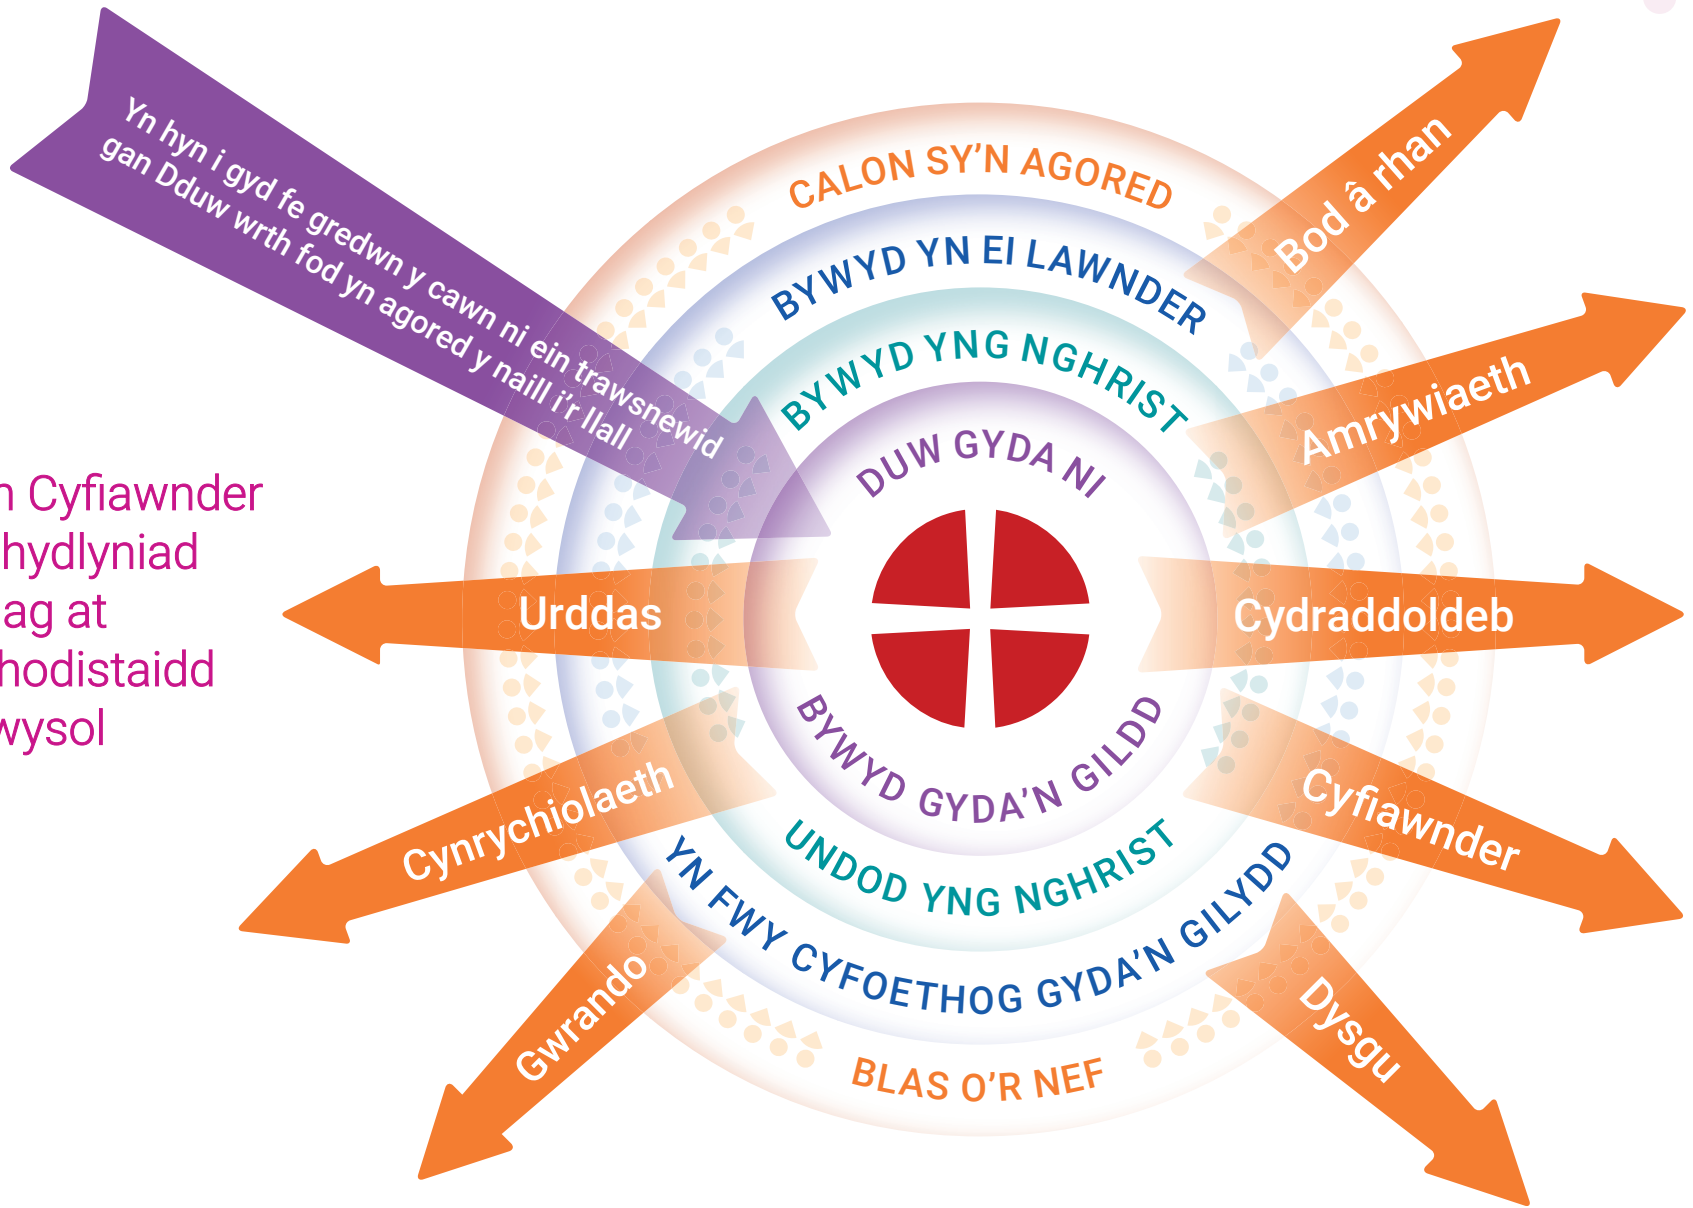 Yn hyn i gyd fe gredwn y cawn ni ein trawsnewid
gan Dduw wrth fod yn agored y naill i'r llall
CALON SY'N AGORED
BYWYD YN EI LAWNDER
BYWYD YNG NGHRIST
DUW GYDA NI
BYWYD GYDA'N GILDD
UNDOD YNG NGHRIST
YN FWY CYFOETHOG GYDA'N GILYDD
BLAS O'R NEF
Bod â rhan
Amrywiaeth
Cydraddoldeb
Cyfiawnder
Dysgu
Urddas
Cynrychiolaeth
Gwrando
n Cyfiawnder
hydlyniad
ag at
hodistaidd
wysol